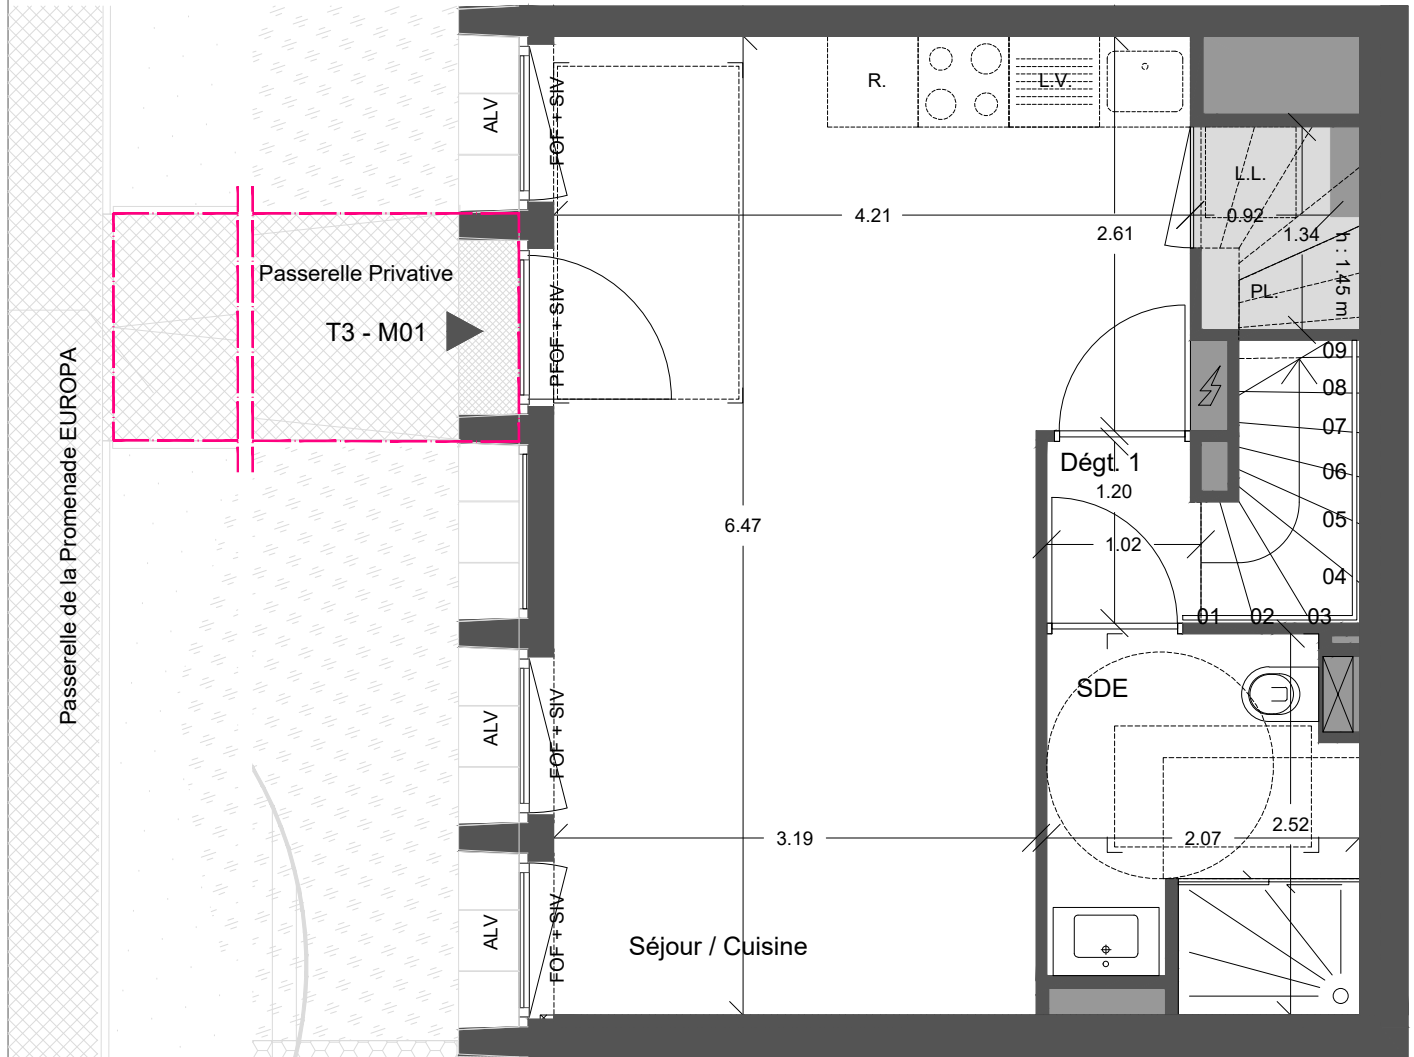 ALV
FOF + SIV
R.
L.V.
L.L.
4.21
0.92
2.61
1.34
h : 1.45 m
Passerelle Privative
PL.
T3 - M01
PFOF + SIV
Passerelle de la Promenade EUROPA
09
08
07
06
05
04
03
02
01
Dégt. 1
1.20
6.47
1.02
SDE
ALV
FOF + SIV
3.19
2.07
2.52
ALV
FOF + SIV
Séjour / Cuisine